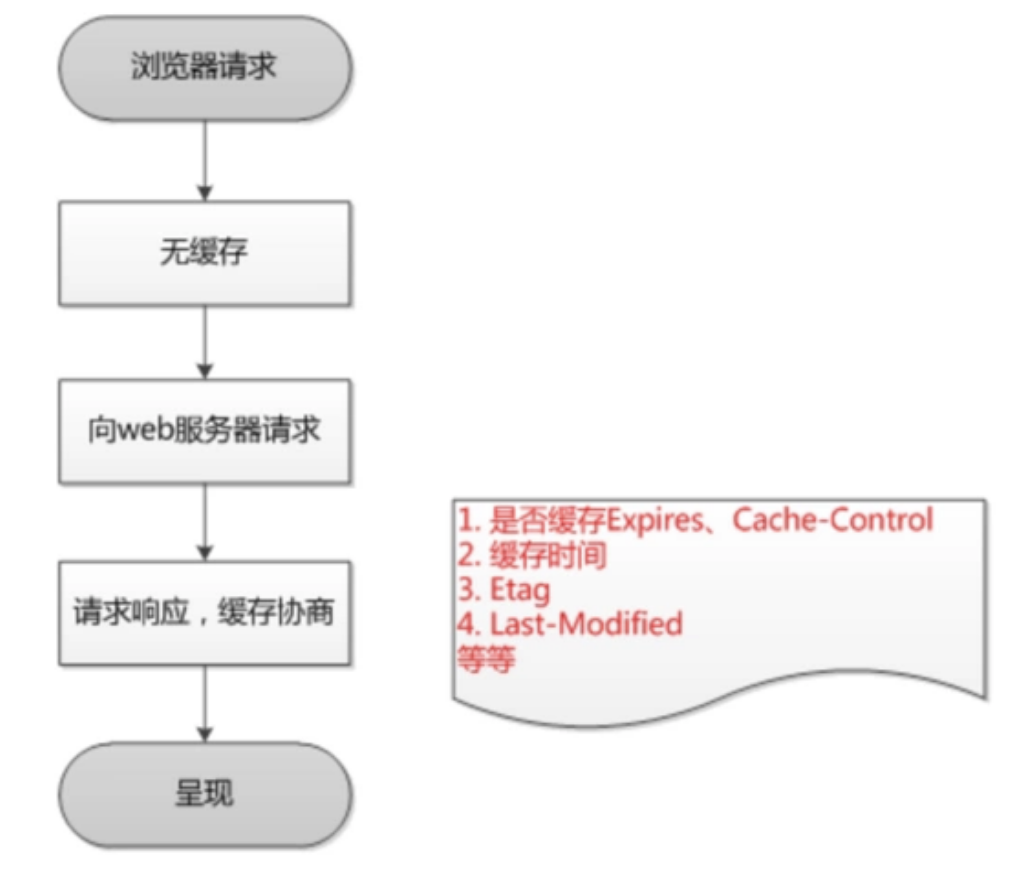 浏览器请求
无缓存
向web服务器请求
请求响应，缓存协商
呈现
1. 是否缓存Expires、Cache-Control
2. 缓存时间
3. Etag
4. Last-Modified
等等